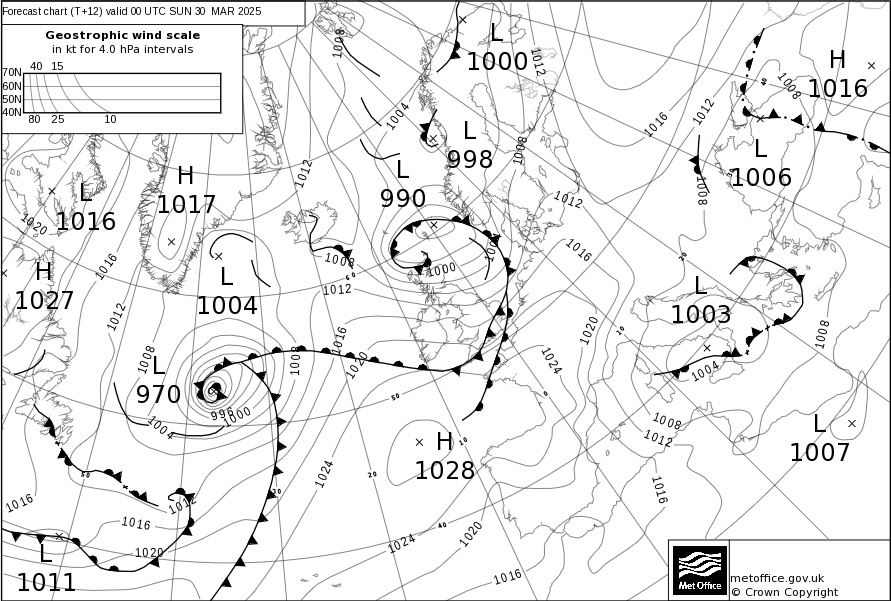 Forecast chart (T+12) valid 00 UTC SUN 30 MAR 2025
Geostrophic wind scale
in kt for 4.0 hPa intervals
40 15
70N
60N
50N
40N
80 25 10
1008
L
1000
1012
H
1016
1008
40
1004
1016
1012
L
998
1008
L
1006
1012
H
1017
L
990
1008
1012
L
1016
1020
1016
H
1027
L
1004
1008
60
1012
1000
1004
1016
20
L
1003
1012
1016
1020
1020
10
1008
1008
1008
L
970
1024
1004
50
0
996
1000
1004
1008
1012
L
1007
H
1028
10
20
1024
50
30
1016
1012
1016
1016
1020
40
1024
1020
1016
L
1011
Met Office
metoffice.gov.uk
© Crown Copyright